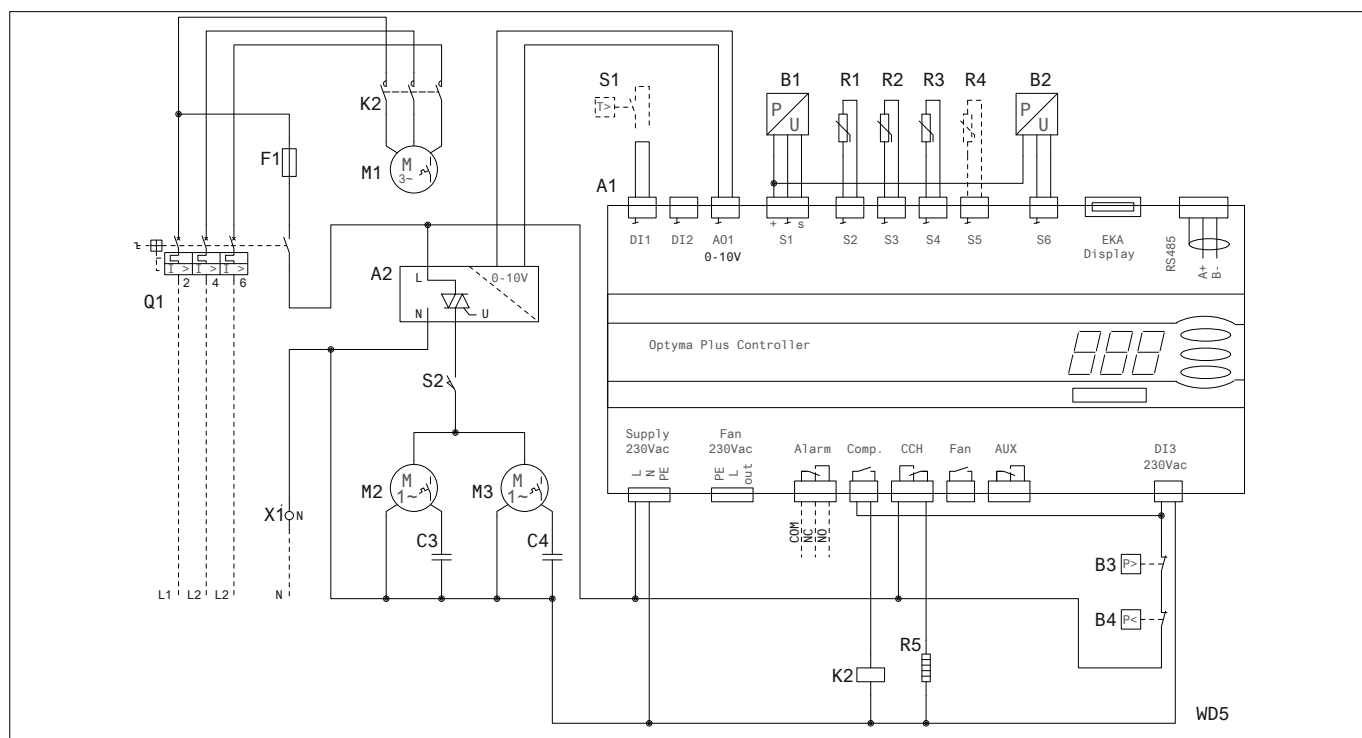 S1 B1 R1 R2 R3 R4 B2
T>
P U
P U
K2
F1
M1
M 3~
A1
+ s
DI1 DI2 AO1 S1 S2 S3 S4 S5 S6 EKA RS485
0-10V Display A+ B-
I > I > I >
2 4 6
Q1
A2
L 0-10V
N U
Optyma Plus Controller
S2
Supply Fan Alarm Comp. CCH Fan AUX DI3
230Vac 230Vac 230Vac
L N PE
PE L out
M2
M 1~
M3
M 1~
X1 N
C3 C4
COM NC NO
B3 P>
L1 L2 L2 N
B4 P<
R5
K2
WD5